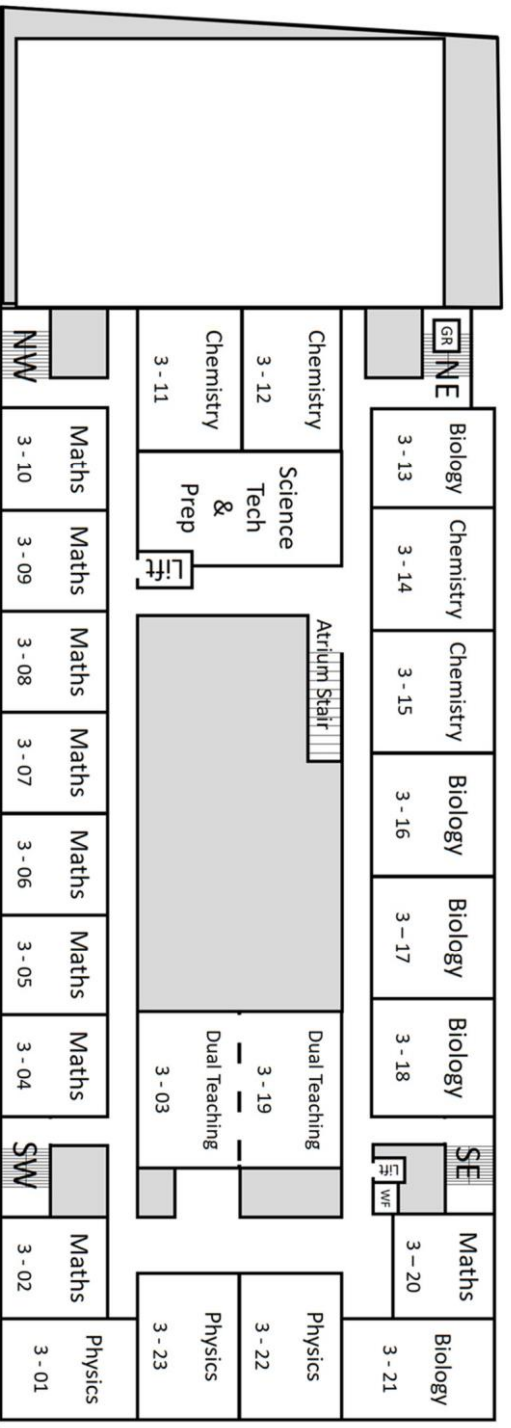 GR
NE
Biology
3 - 13
Chemistry
3 - 14
Chemistry
3 - 15
Biology
3 - 16
Biology
3 – 17
Biology
3 - 18
SE
Lift
WF
Maths
3 – 20
Biology
3 - 21
Chemistry
3 - 12
Chemistry
3 - 11
Science
Tech
&
Prep
Lift
Atrium Stair
Dual Teaching
3 - 19
Dual Teaching
3 - 03
Physics
3 - 22
Physics
3 - 23
NW
Maths
3 - 10
Maths
3 - 09
Maths
3 - 08
Maths
3 - 07
Maths
3 - 06
Maths
3 - 05
Maths
3 - 04
SW
Maths
3 - 02
Physics
3 - 01